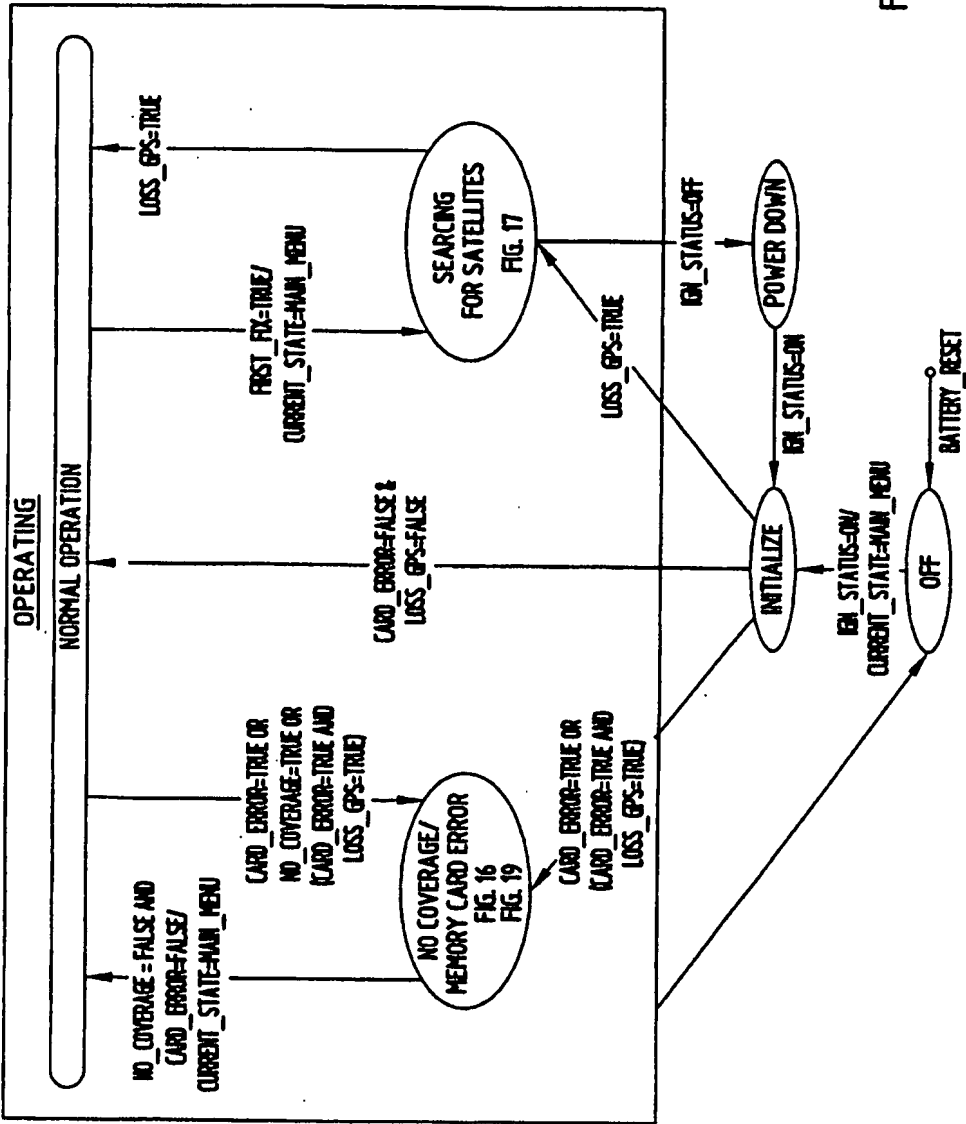 OPERATING
NORMAL OPERATION
NO_COVERAGE=FALSE AND
CARD_ERROR=FALSE/
CURRENT_STATE=MAIN_MENU
CARD_ERROR=TRUE OR
NO_COVERAGE=TRUE OR
(CARD_ERROR=TRUE AND
LOSS_GPS=TRUE)
CARD_ERROR=FALSE &
LOSS_GPS=FALSE
FIRST_FIX=TRUE/
CURRENT_STATE=MAIN_MENU
LOSS_GPS=TRUE
NO COVERAGE/
MEMORY CARD ERROR
FIG. 16
FIG. 19
SEARCING
FOR SATELLITES
FIG. 17
CARD_ERROR=TRUE OR
(CARD_ERROR=TRUE AND
LOSS_GPS=TRUE)
LOSS_GPS=TRUE
IGN_STATUS=OFF
INITIALIZE
IGN_STATUS=ON
POWER DOWN
IGN_STATUS=ON/
CURRENT_STATE=MAIN_MENU
OFF
BATTERY_RESET